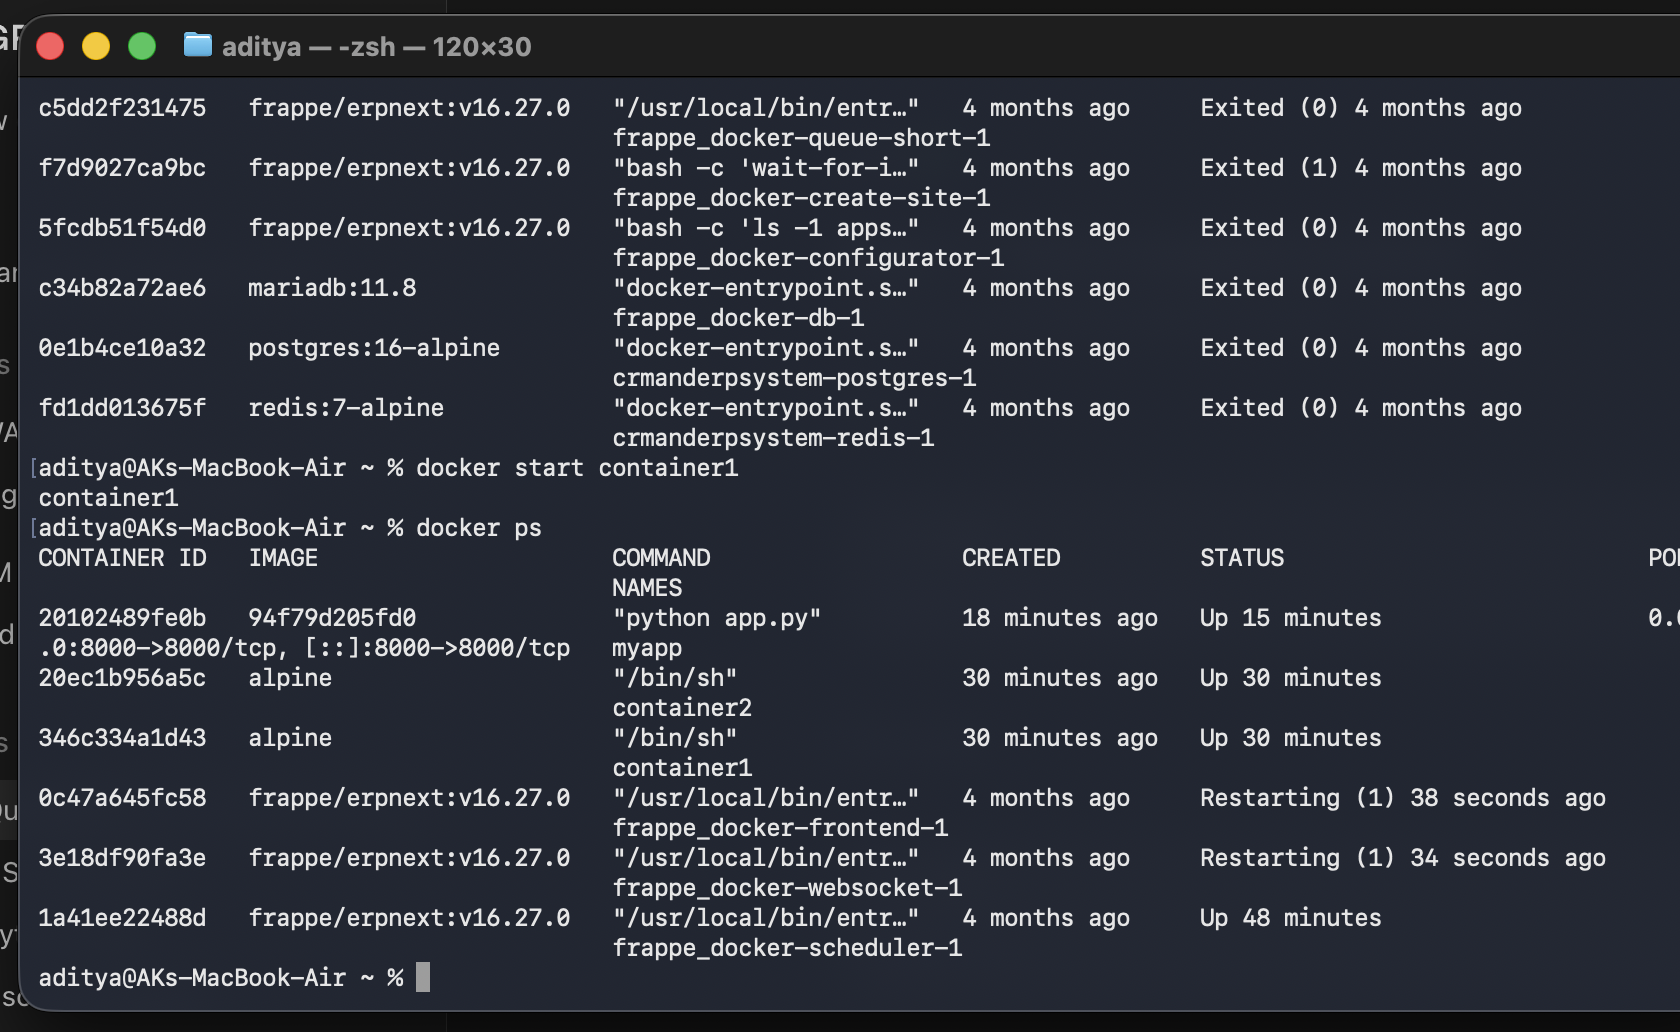 aditya — -zsh — 120×30
c5dd2f231475   frappe/erpnext:v16.27.0   "/usr/local/bin/entr…"   4 months ago     Exited (0) 4 months ago
frappe_docker-queue-short-1
f7d9027ca9bc   frappe/erpnext:v16.27.0   "bash -c 'wait-for-i…"   4 months ago     Exited (1) 4 months ago
frappe_docker-create-site-1
5fcdb51f54d0   frappe/erpnext:v16.27.0   "bash -c 'ls -1 apps…"   4 months ago     Exited (0) 4 months ago
frappe_docker-configurator-1
c34b82a72ae6   mariadb:11.8              "docker-entrypoint.s…"   4 months ago     Exited (0) 4 months ago
frappe_docker-db-1
0e1b4ce10a32   postgres:16-alpine        "docker-entrypoint.s…"   4 months ago     Exited (0) 4 months ago
crmanderpsystem-postgres-1
fd1dd013675f   redis:7-alpine            "docker-entrypoint.s…"   4 months ago     Exited (0) 4 months ago
crmanderpsystem-redis-1
[aditya@AKs-MacBook-Air ~ % docker start container1
container1
[aditya@AKs-MacBook-Air ~ % docker ps
CONTAINER ID   IMAGE                     COMMAND                  CREATED          STATUS
NAMES
20102489fe0b   94f79d205fd0              "python app.py"          18 minutes ago   Up 15 minutes
.0:8000->8000/tcp, [::]:8000->8000/tcp   myapp
20ec1b956a5c   alpine                    "/bin/sh"                30 minutes ago   Up 30 minutes
container2
346c334a1d43   alpine                    "/bin/sh"                30 minutes ago   Up 30 minutes
container1
0c47a645fc58   frappe/erpnext:v16.27.0   "/usr/local/bin/entr…"   4 months ago     Restarting (1) 38 seconds ago
frappe_docker-frontend-1
3e18df90fa3e   frappe/erpnext:v16.27.0   "/usr/local/bin/entr…"   4 months ago     Restarting (1) 34 seconds ago
frappe_docker-websocket-1
1a41ee22488d   frappe/erpnext:v16.27.0   "/usr/local/bin/entr…"   4 months ago     Up 48 minutes
frappe_docker-scheduler-1
aditya@AKs-MacBook-Air ~ %